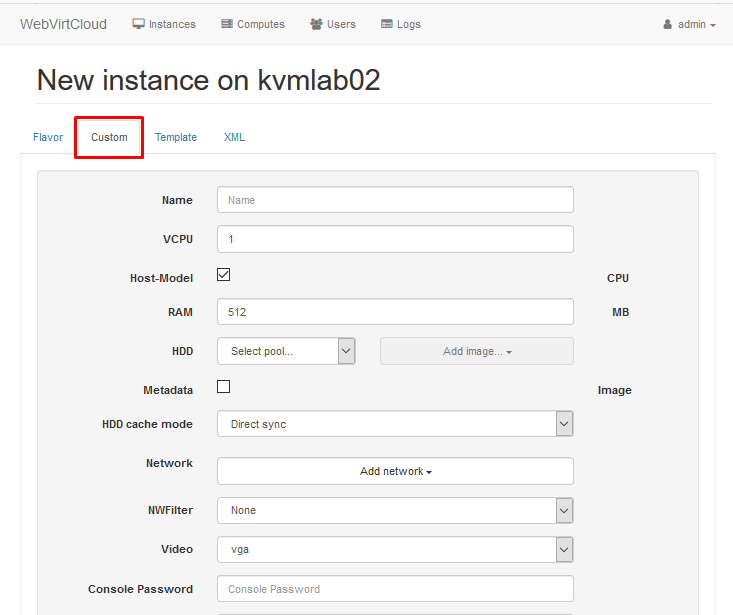 WebVirtCloud Instances Computes Users Logs admin
New instance on kvmlab02
Flavor Custom Template XML
Name Name
VCPU 1
Host-Model CPU
RAM 512 MB
HDD Select pool... Add image...
Metadata Image
HDD cache mode Direct sync
Network Add network
NWFilter None
Video vga
Console Password Console Password